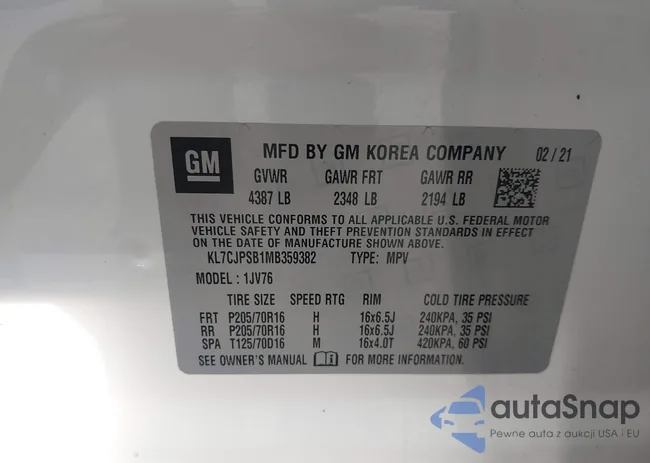 GM MFD BY GM KOREA COMPANY 02/21
GVWR GAWR FRT GAWR RR
4387 LB 2348 LB 2194 LB
THIS VEHICLE CONFORMS TO ALL APPLICABLE U.S. FEDERAL MOTOR
VEHICLE SAFETY AND THEFT PREVENTION STANDARDS IN EFFECT ON
THE DATE OF MANUFACTURE SHOWN ABOVE.
KL7CJPSB1MB359382 TYPE: MPV
MODEL: 1JV76
TIRE SIZE SPEED RTG RIM COLD TIRE PRESSURE
FRT P205/70R16 H 16x6.5J 240KPA, 35 PSI
RR P205/70R16 H 16x6.5J 240KPA, 35 PSI
SPA T125/70D16 M 16x4.0T 420KPA, 60 PSI
SEE OWNER'S MANUAL FOR MORE INFORMATION.
autaSnap
Pewne auta z aukcji USA i EU